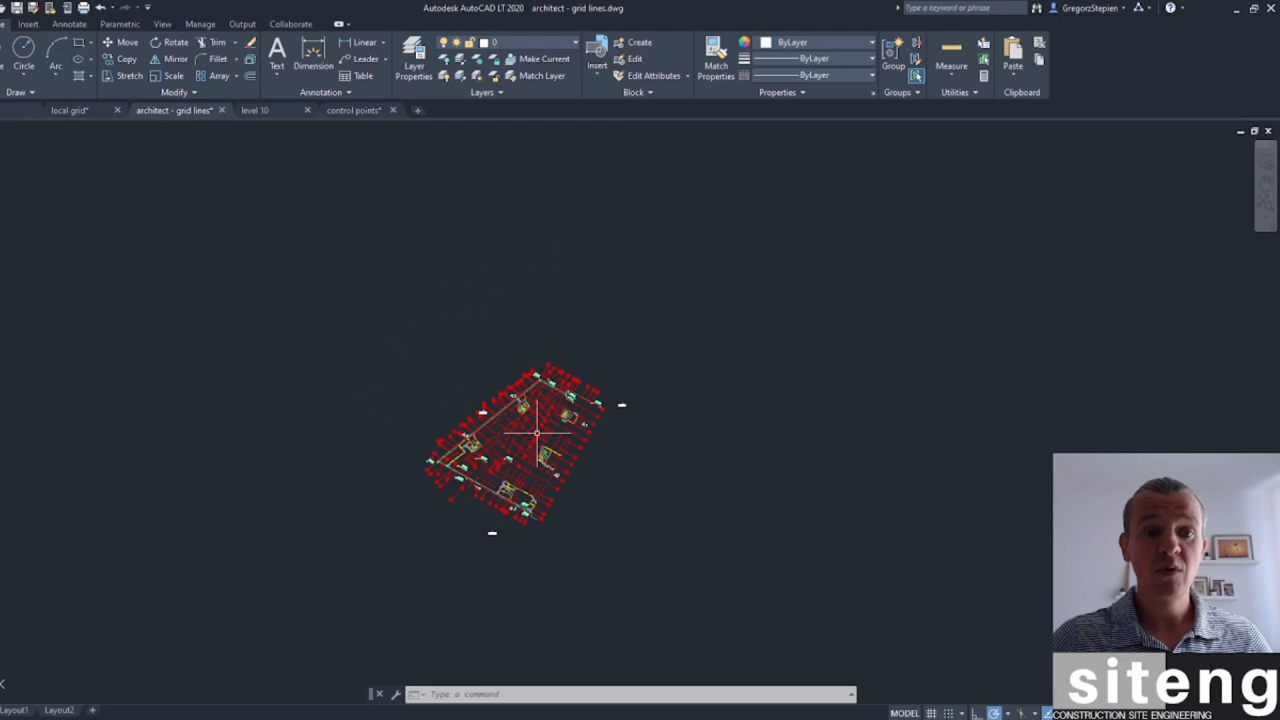 Autodesk AutoCAD LT 2020 architect - grid lines.dwg
Type a keyword or phrase
GregorzStepien
Insert Annotate Parametric View Manage Output Collaborate
Circle Arc
Move Rotate Trim
Copy Mirror Fillet
Stretch Scale Array
Draw Modify
Text Dimension
Linear
Leader
Table
Annotation
Layer Properties
0
Make Current
Match Layer
Layers
Insert
Create
Edit
Edit Attributes
Block
Match Properties
ByLayer
ByLayer
ByLayer
Properties
Group
Groups
Measure
Utilities
Paste
Clipboard
local grid* architect - grid lines* level 10 control points*
Type a command
Layout1 Layout2
MODEL
siteng
CONSTRUCTION SITE ENGINEERING